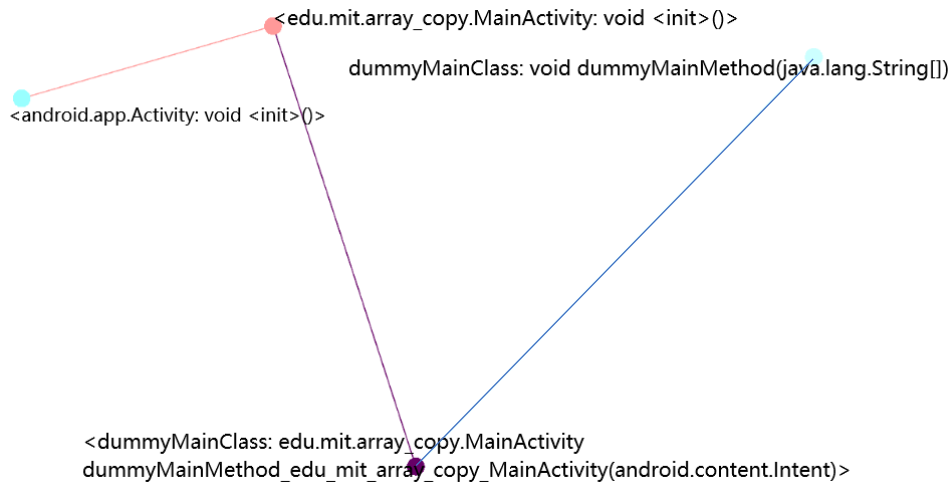 <edu.mit.array_copy.MainActivity: void <init>()>
dummyMainClass: void dummyMainMethod(java.lang.String[])
<android.app.Activity: void <init>()>
<dummyMainClass: edu.mit.array_copy.MainActivity
dummyMainMethod_edu_mit_array_copy_MainActivity(android.content.Intent)>